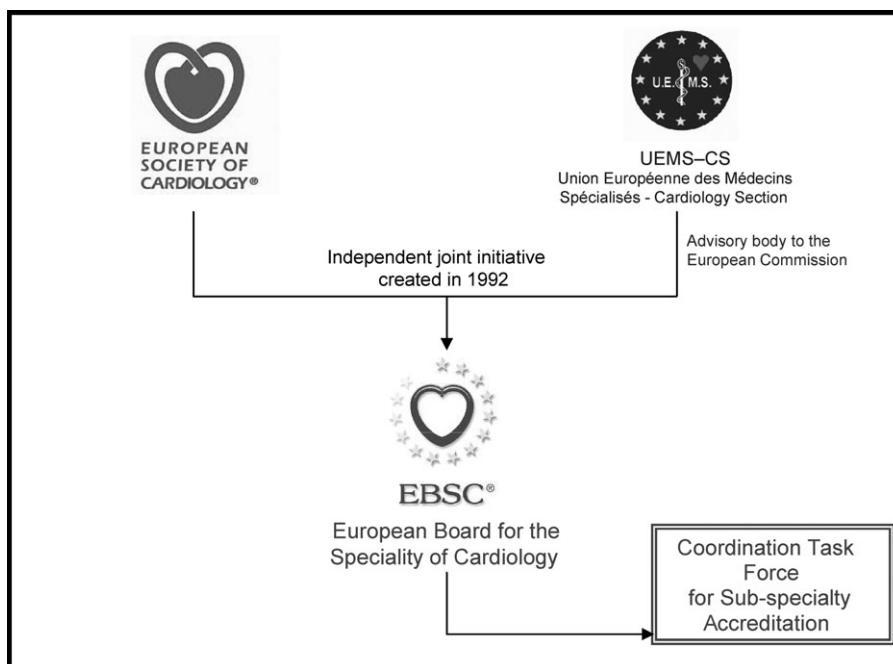 EUROPEAN
SOCIETY OF
CARDIOLOGY®
U.E.M.S.
UEMS–CS
Union Européenne des Médecins
Spécialisés - Cardiology Section
Advisory body to the
European Commission
Independent joint initiative
created in 1992
EBSC®
European Board for the
Speciality of Cardiology
Coordination Task
Force
for Sub-specialty
Accreditation